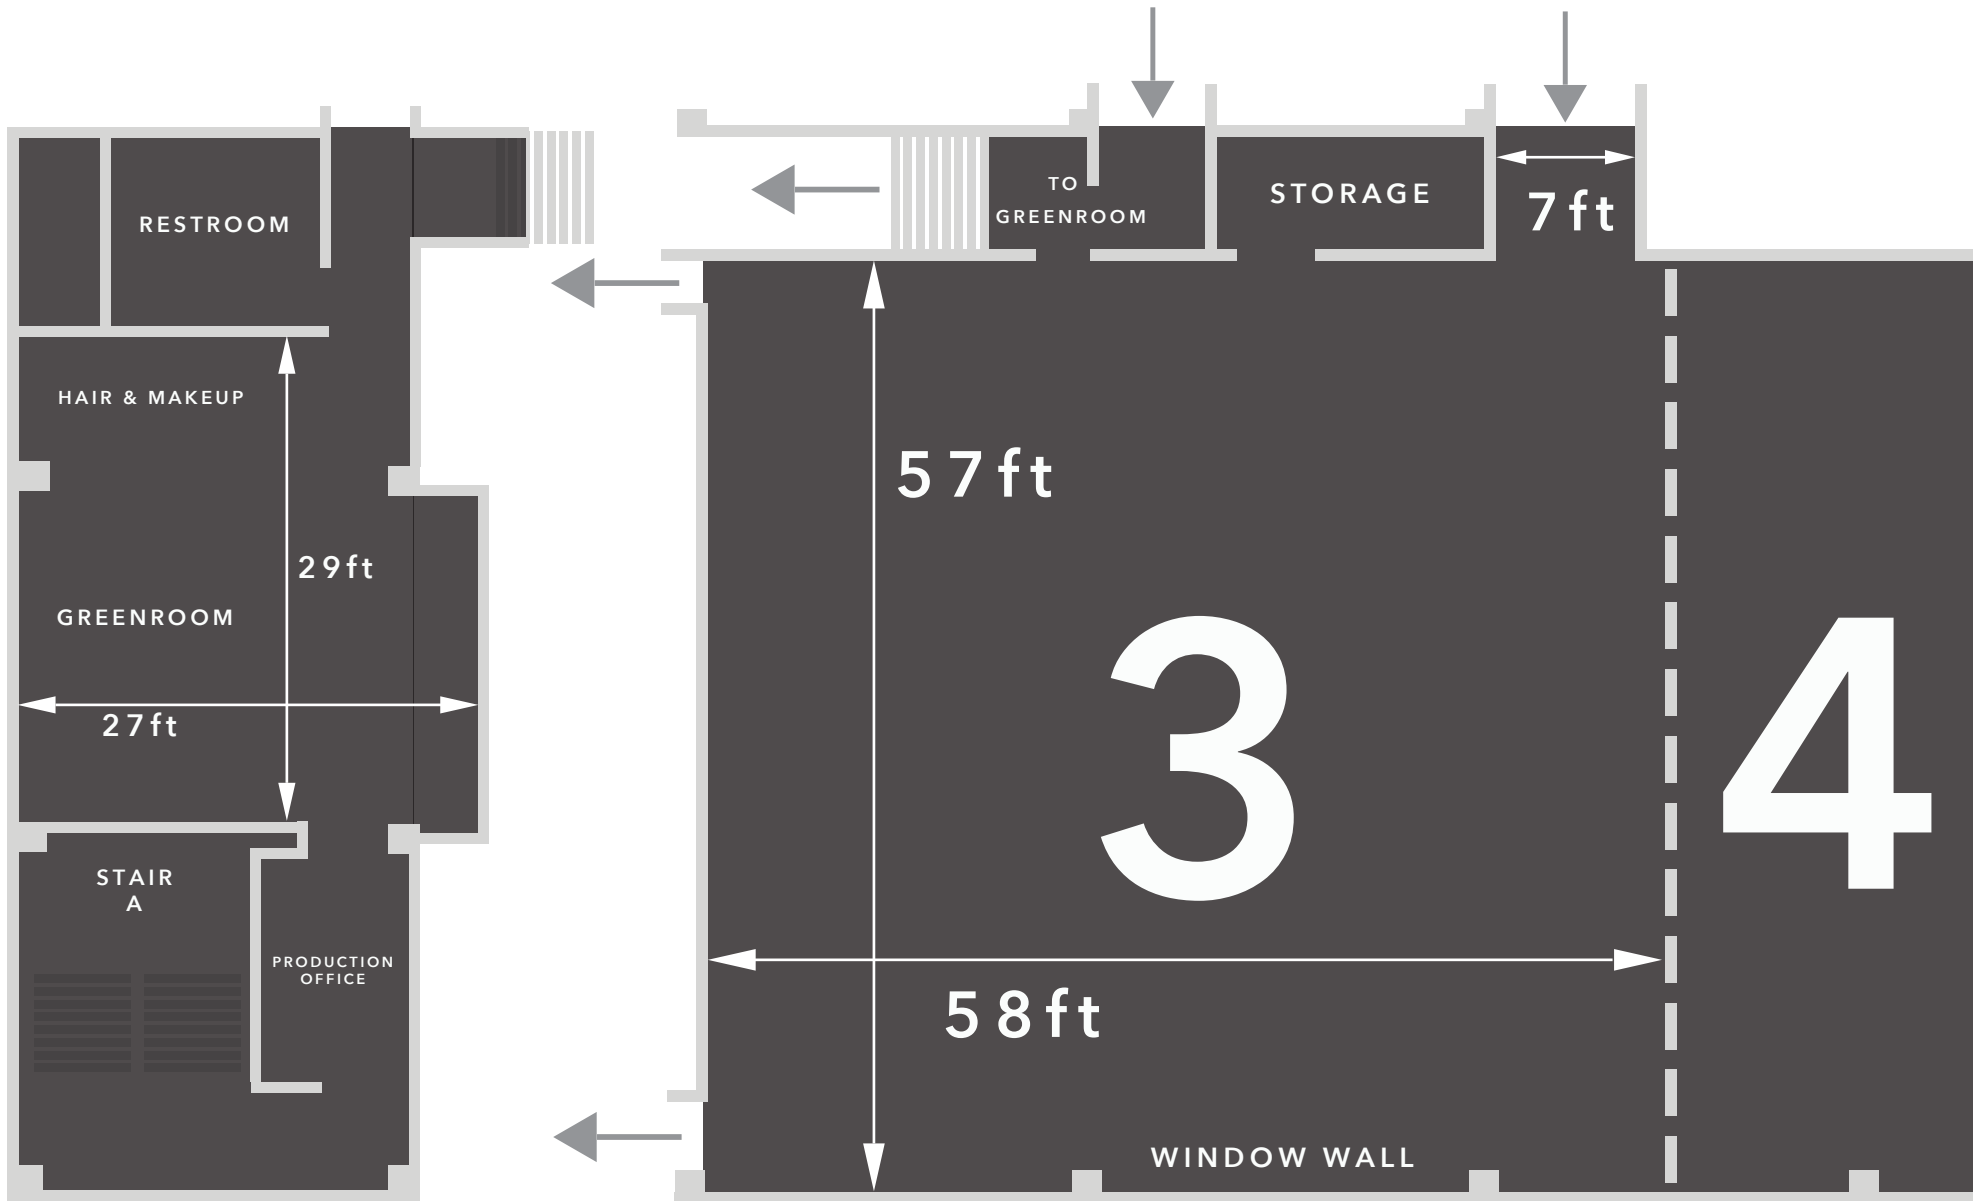 RESTROOM
HAIR & MAKEUP
29ft
GREENROOM
27ft
STAIR
A
PRODUCTION
OFFICE
TO
GREENROOM
STORAGE
7ft
57ft
3
4
58ft
WINDOW WALL